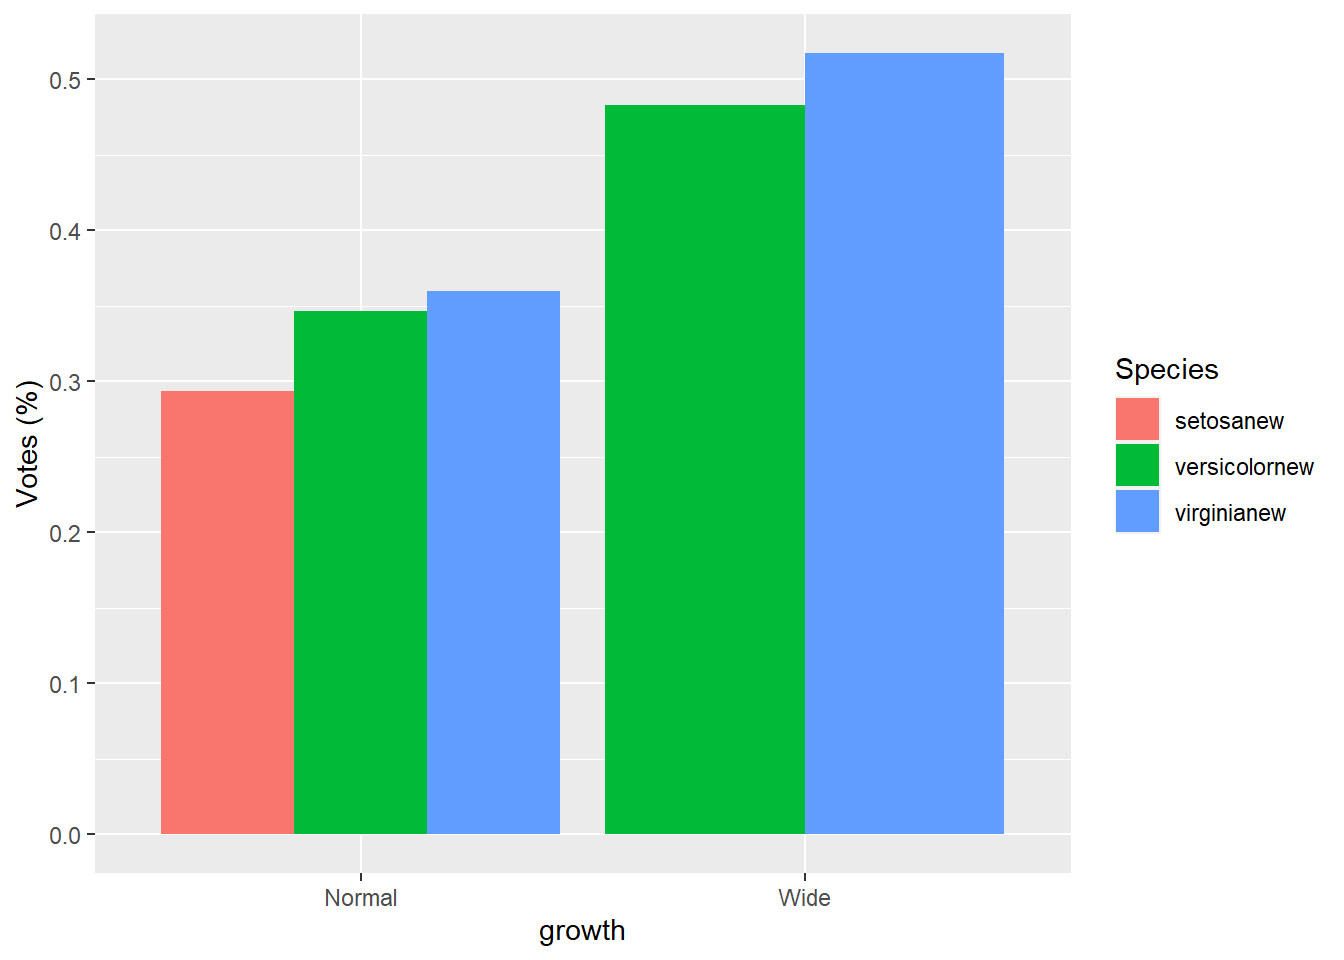 Votes (%)
0.5
0.4
0.3
0.2
0.1
0.0
Normal Wide
growth
Species
setosanew
versicolornew
virginianew